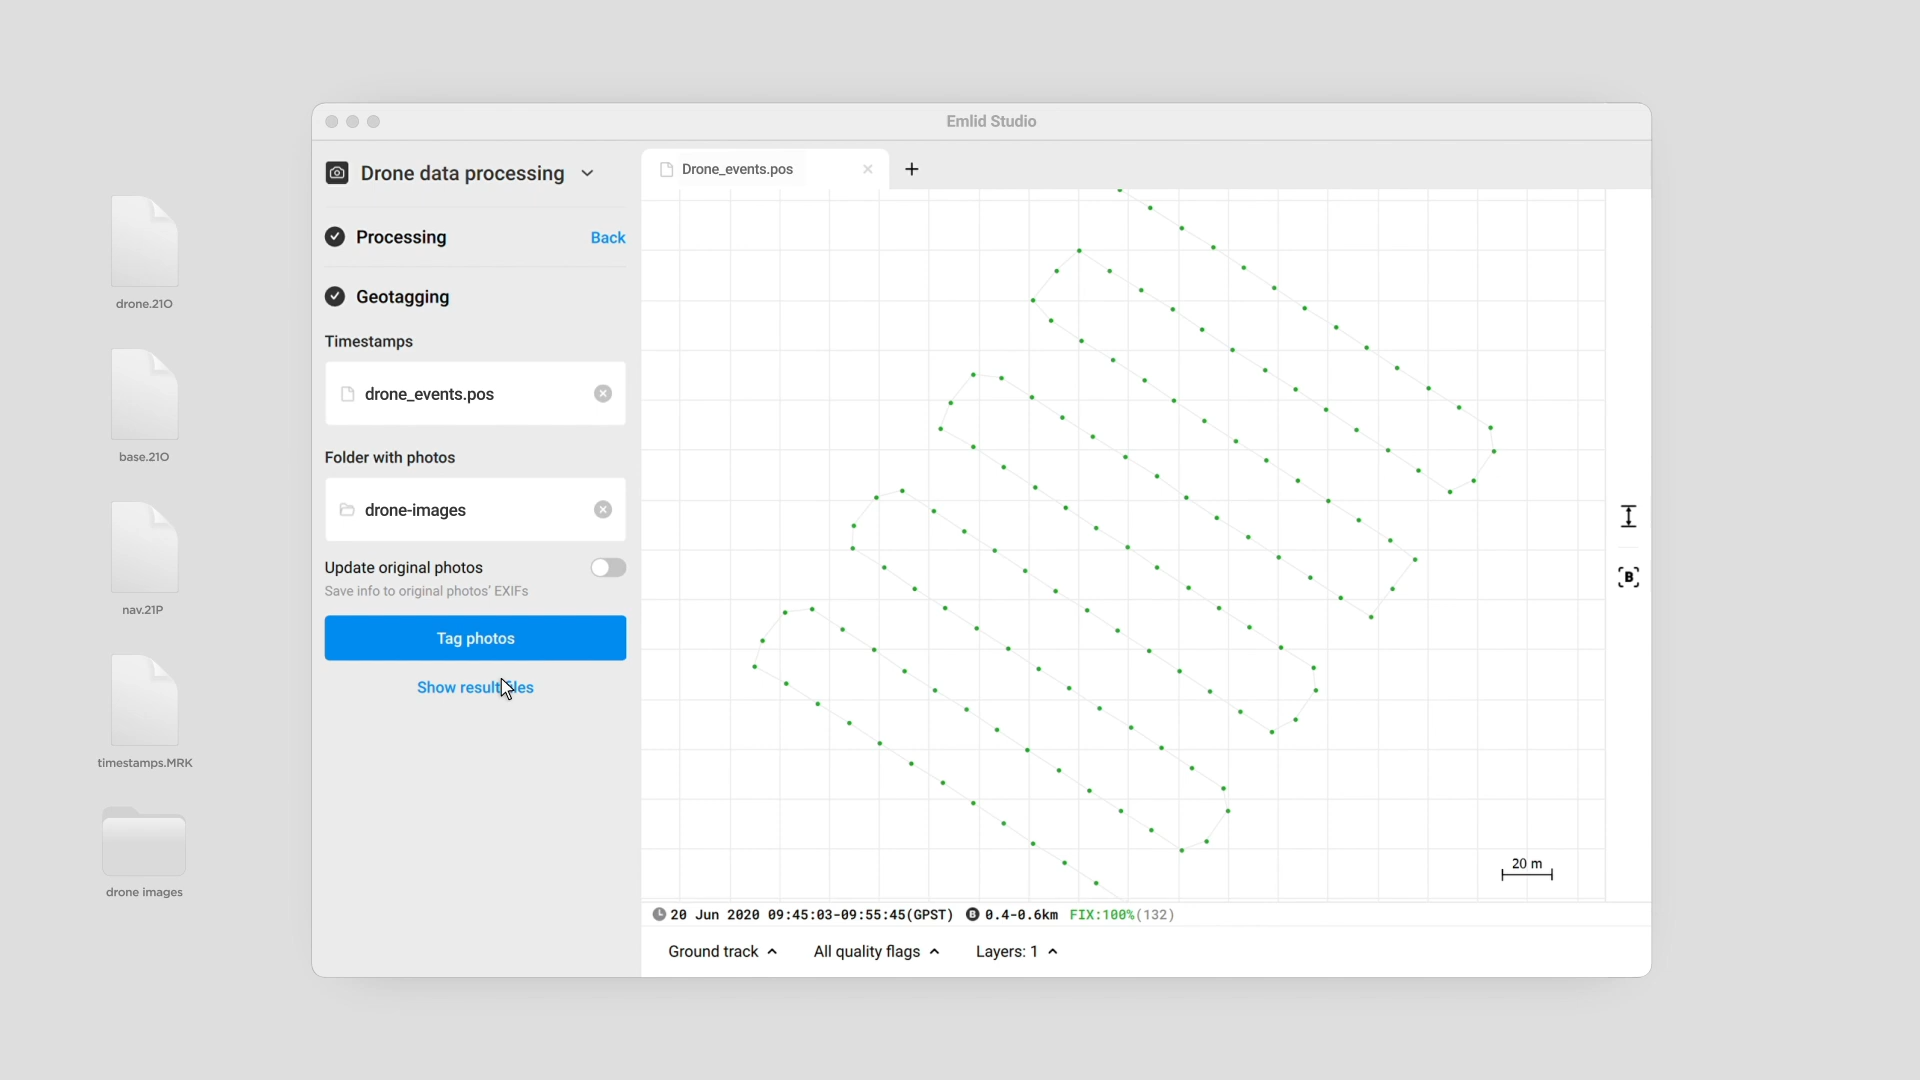 Emlid Studio
Drone data processing
Drone_events.pos
Processing
Back
Geotagging
Timestamps
drone_events.pos
Folder with photos
drone-images
Update original photos
Save info to original photos' EXIFs
Tag photos
Show result files
drone.21O
base.21O
nav.21P
timestamps.MRK
drone images
B
20 m
20 Jun 2020 09:45:03-09:55:45(GPST) B 0.4-0.6km FIX:100%(132)
Ground track All quality flags Layers: 1